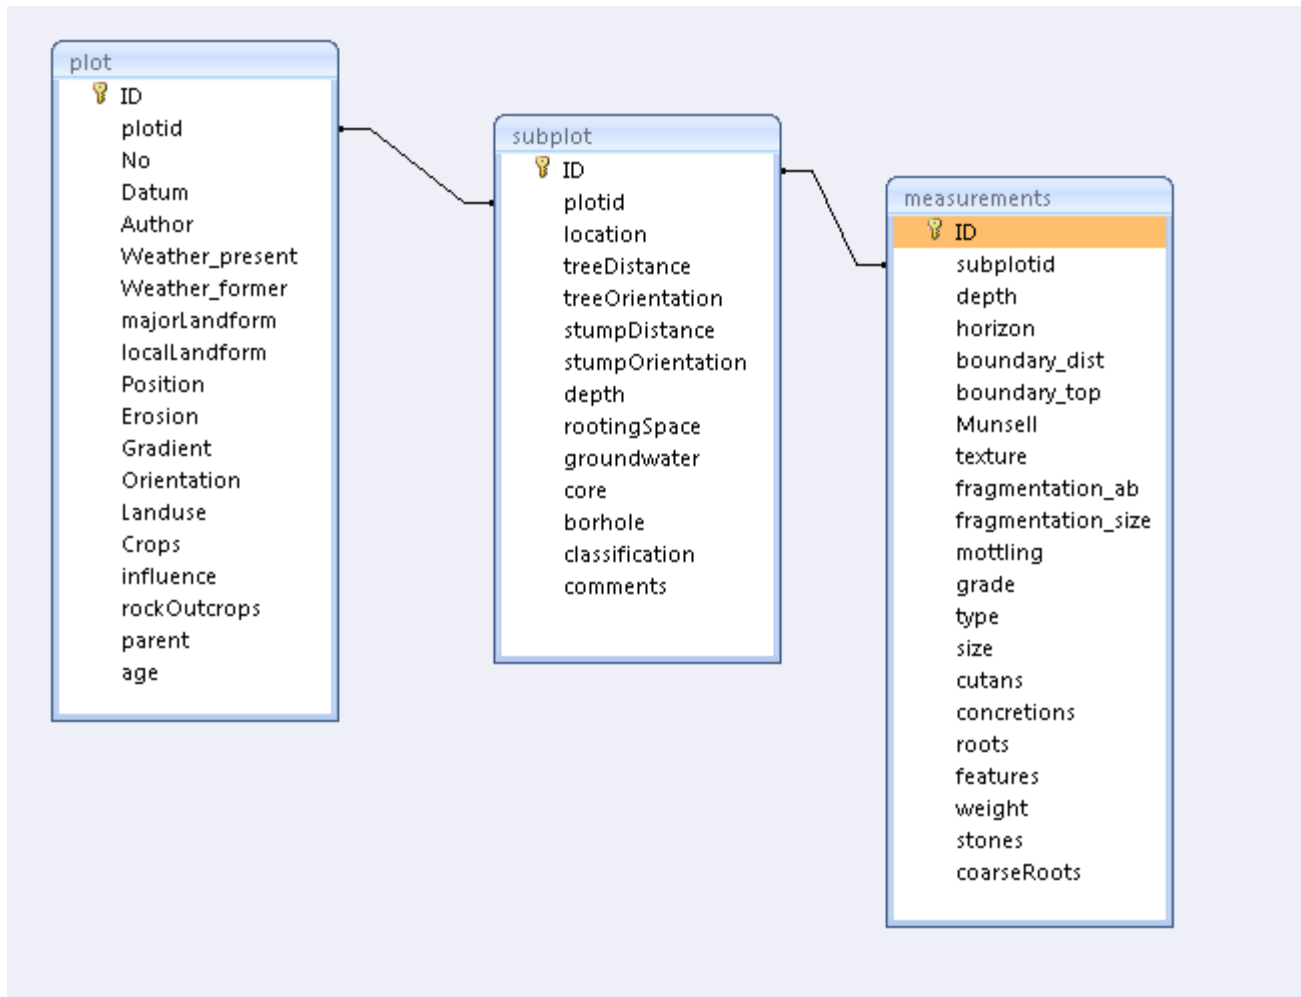 plot
ID
plotid
No
Datum
Author
Weather_present
Weather_former
majorLandform
localLandform
Position
Erosion
Gradient
Orientation
Landuse
Crops
influence
rockOutcrops
parent
age
subplot
ID
plotid
location
treeDistance
treeOrientation
stumpDistance
stumpOrientation
depth
rootingSpace
groundwater
core
borhole
classification
comments
measurements
ID
subplotid
depth
horizon
boundary_dist
boundary_top
Munsell
texture
fragmentation_ab
fragmentation_size
mottling
grade
type
size
cutans
concretions
roots
features
weight
stones
coarseRoots